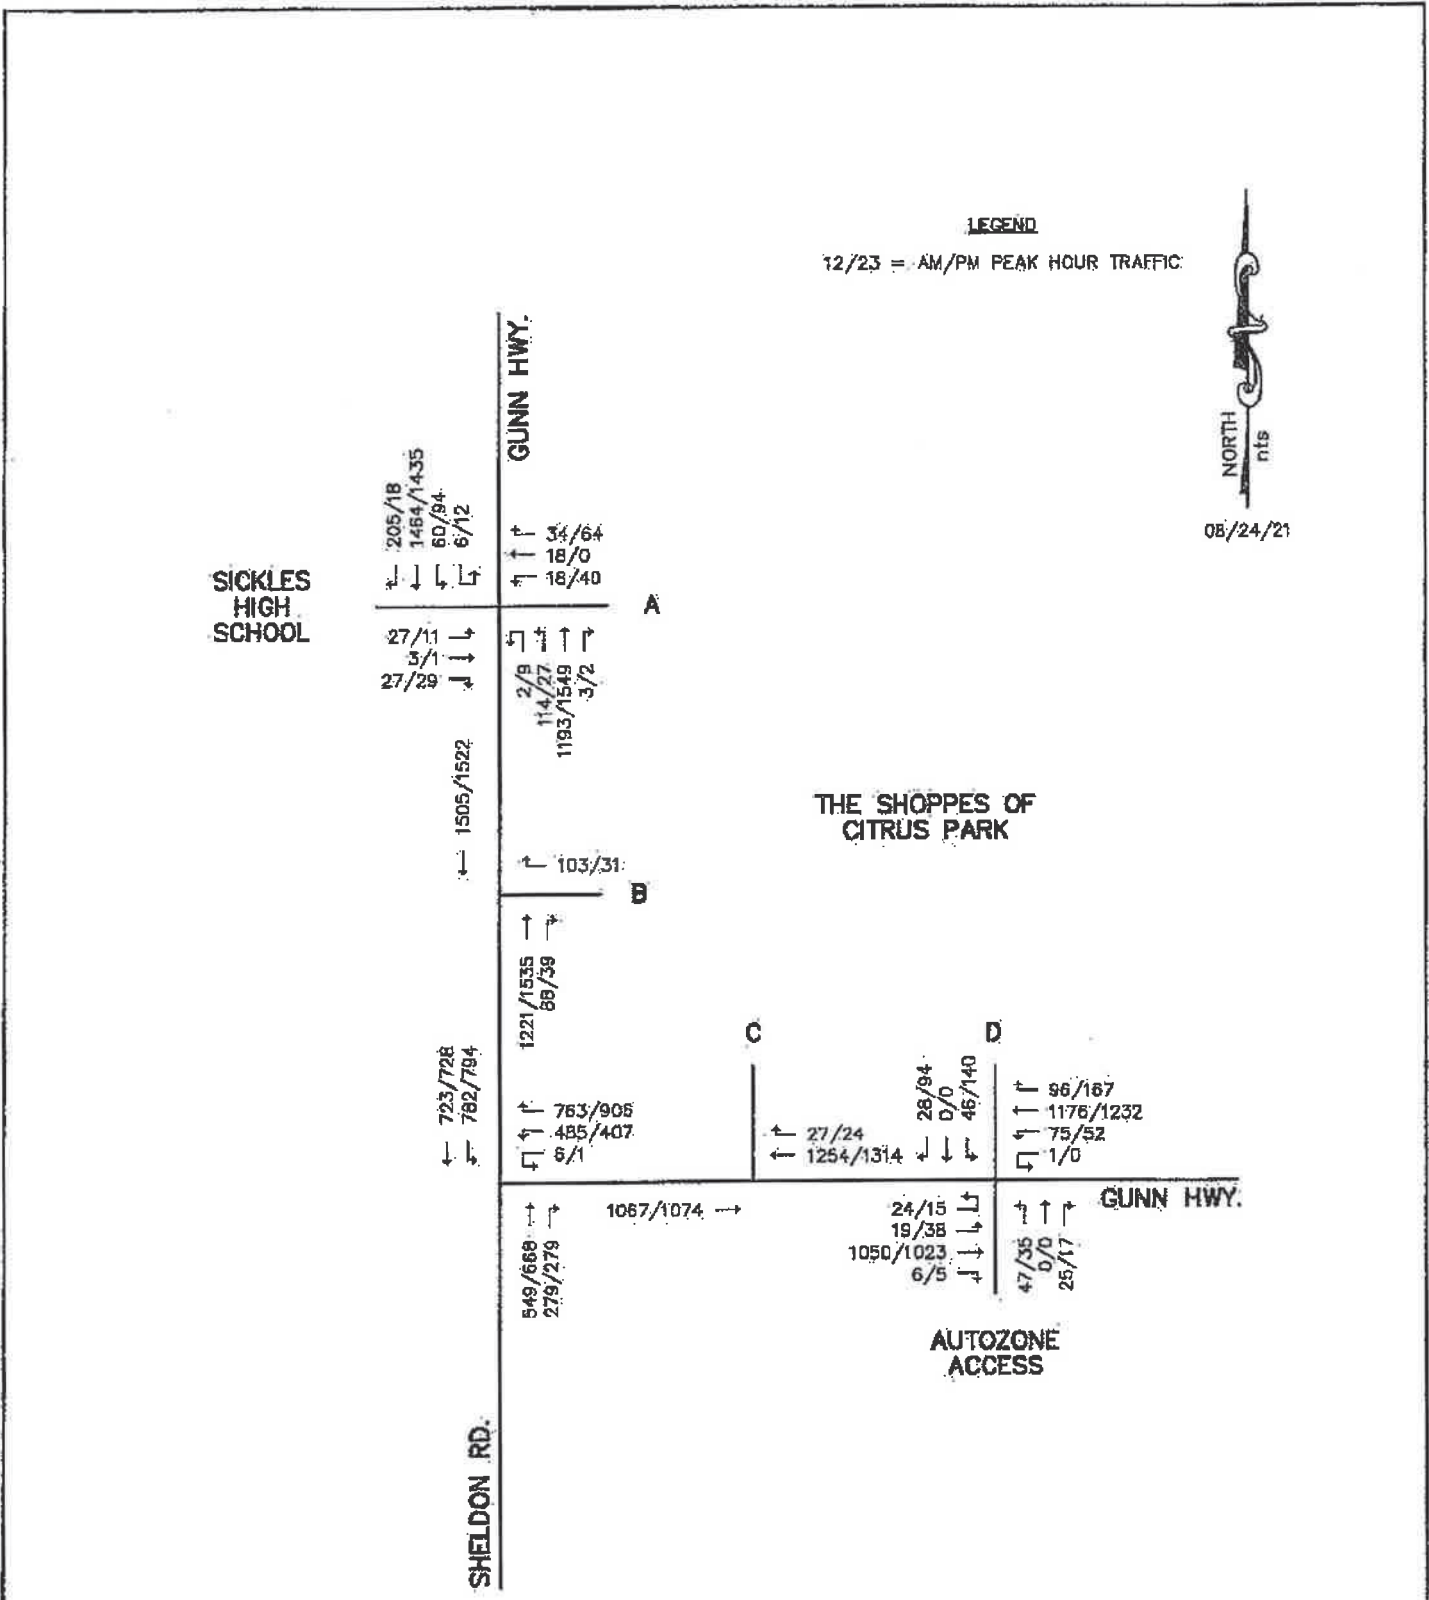 LEGEND
12/23 = AM/PM PEAK HOUR TRAFFIC
NORTH
nts
08/24/21
GUNN HWY.
205/18
1464/1435
60/94
6/12
34/64
18/0
18/40
SICKLES
HIGH
SCHOOL
A
27/11
3/1
27/29
2/9
114/27
1193/1549
3/2
1505/1522
THE SHOPPES OF
CITRUS PARK
103/31
B
1221/1535
88/39
C
D
723/728
782/794
763/906
485/407
6/1
27/24
1254/1314
28/94
0/0
46/140
96/167
1176/1232
75/52
1/0
GUNN HWY.
549/668
279/279
1067/1074
24/15
19/38
1050/1023
6/5
47/35
0/0
25/17
AUTOZONE
ACCESS
SHELDON RD.